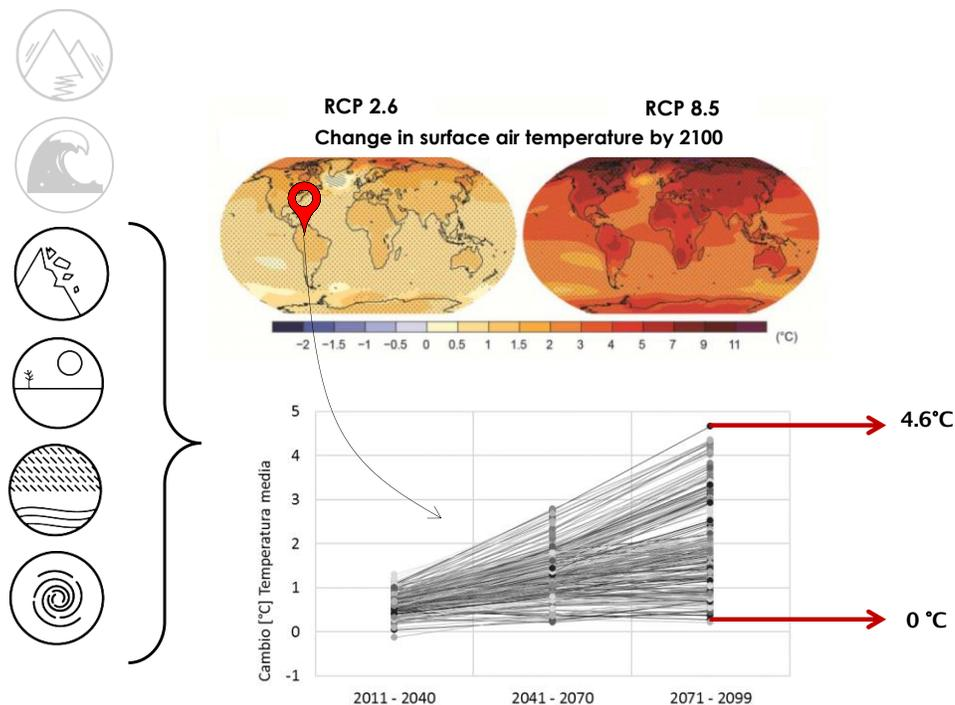 RCP 2.6
RCP 8.5
Change in surface air temperature by 2100
−2 −1.5 −1 −0.5 0 0.5 1 1.5 2 3 4 5 7 9 11 (°C)
Cambio [°C] Temperatura media
5
4
3
2
1
0
-1
2011 - 2040
2041 - 2070
2071 - 2099
4.6°C
0 °C